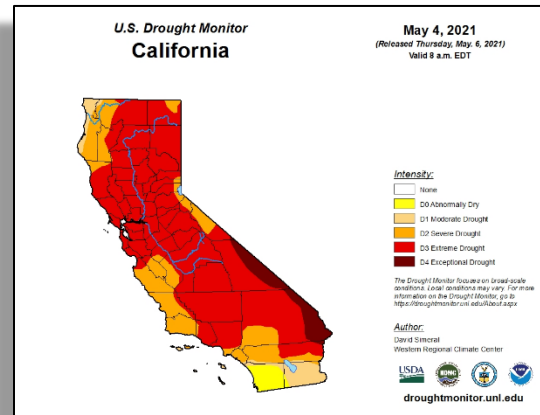 U.S. Drought Monitor
California
May 4, 2021
(Released Thursday, May. 6, 2021)
Valid 8 a.m. EDT
Intensity:
None
D0 Abnormally Dry
D1 Moderate Drought
D2 Severe Drought
D3 Extreme Drought
D4 Exceptional Drought
The Drought Monitor focuses on broad-scale
conditions. Local conditions may vary. For more
information on the Drought Monitor, go to
https://droughtmonitor.unl.edu/About.aspx
Author:
David Simeral
Western Regional Climate Center
USDA
NDMC
droughtmonitor.unl.edu